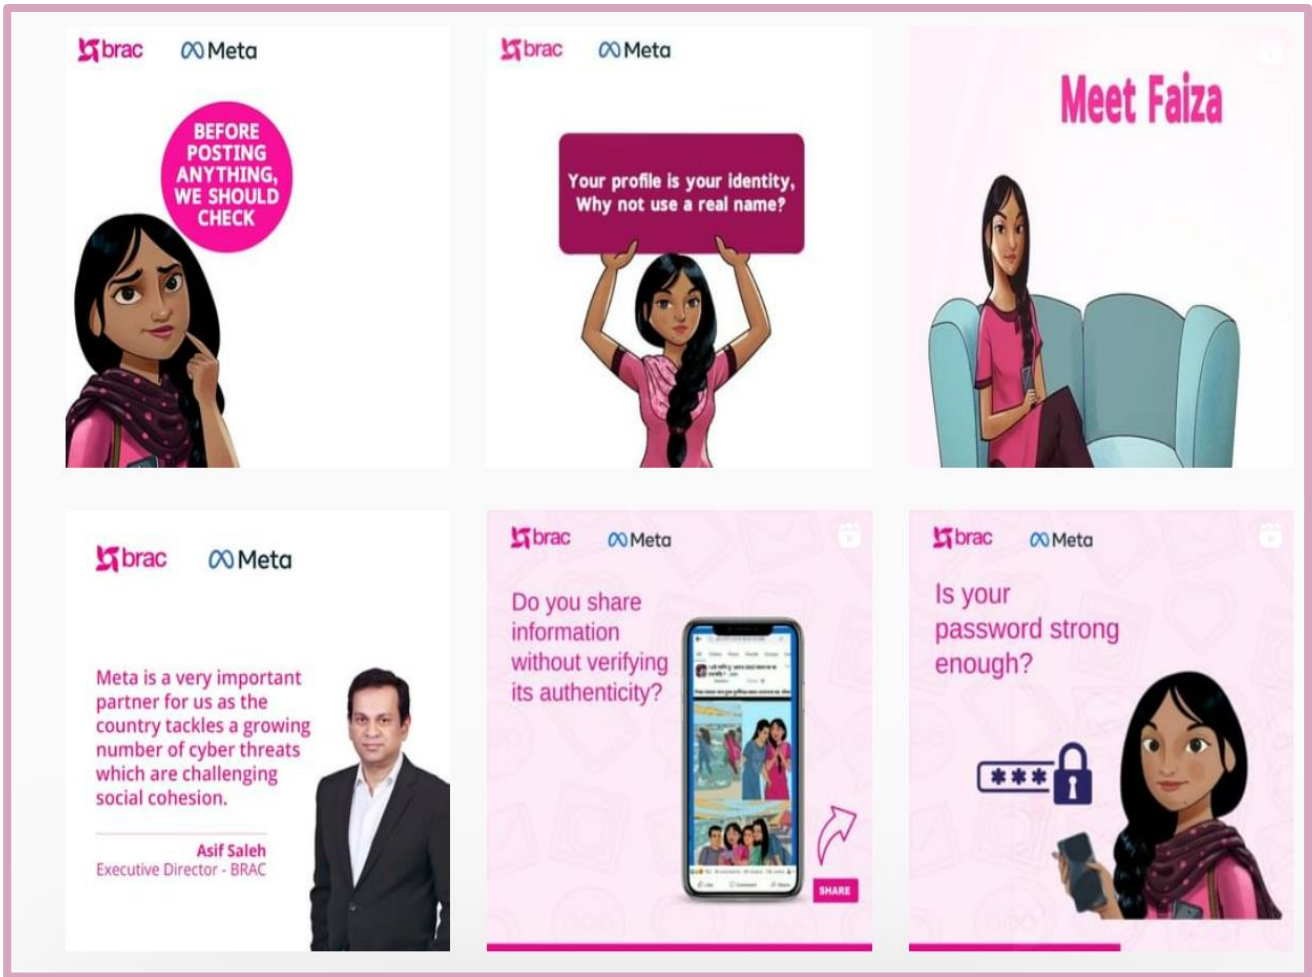 brac Meta
BEFORE
POSTING
ANYTHING,
WE SHOULD
CHECK
brac Meta
Your profile is your identity,
Why not use a real name?
Meet Faiza
brac Meta
Meta is a very important
partner for us as the
country tackles a growing
number of cyber threats
which are challenging
social cohesion.
Asif Saleh
Executive Director - BRAC
brac Meta
Do you share
information
without verifying
its authenticity?
Like Comment Share
SHARE
brac Meta
Is your
password strong
enough?
***